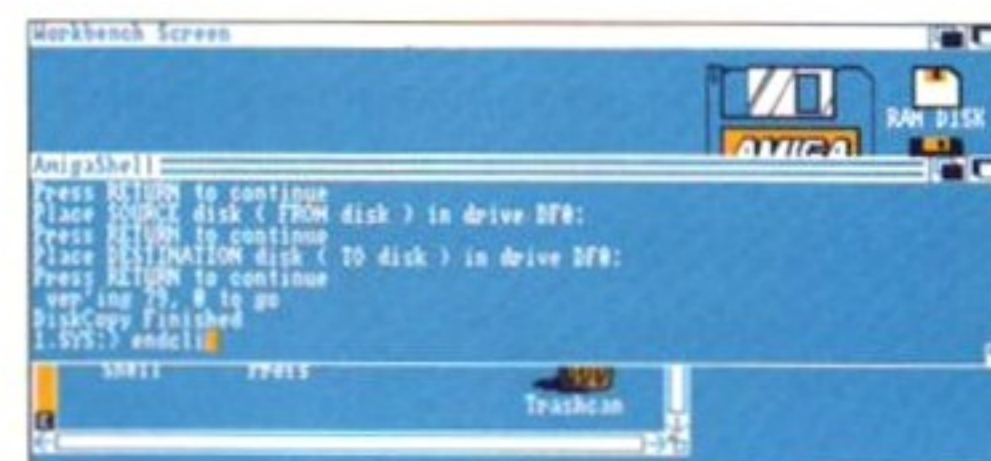 Workbench Screen
AMIGA
RAM DISK
AmigaShell
Press RETURN to continue
Place SOURCE disk ( FROM disk ) in drive DF0:
Press RETURN to continue
Place DESTINATION disk ( TO disk ) in drive DF0:
Press RETURN to continue
ver'ing 79, 0 to go
DiskCopy Finished
1.SYS:> endcli
Shell Prefs
Trashcan